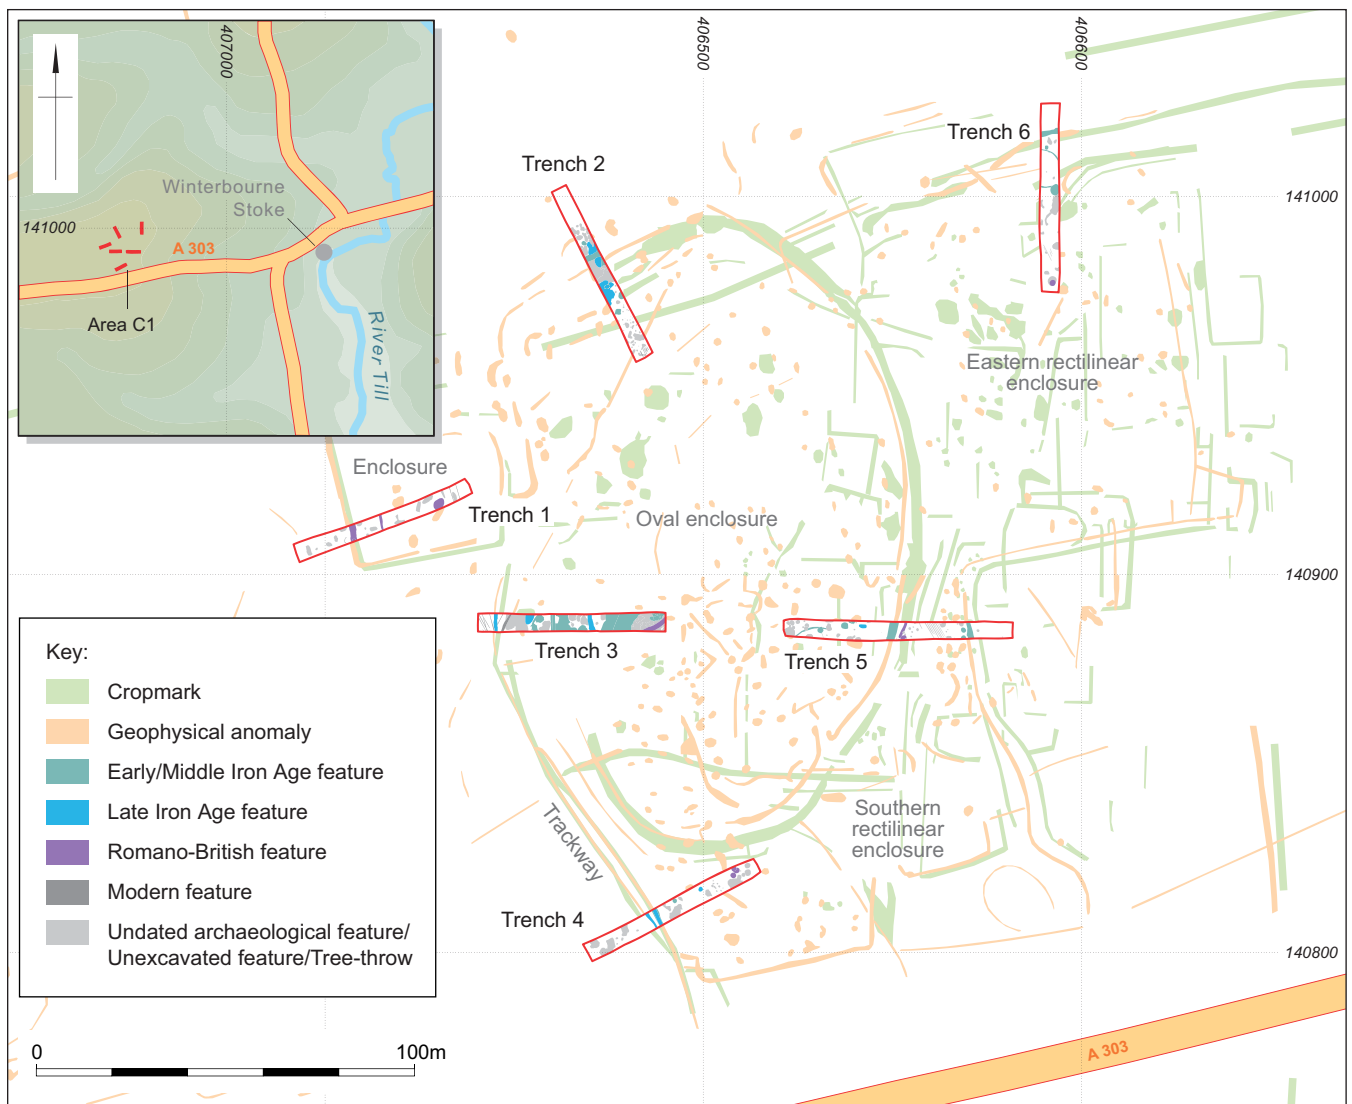 407000
Winterbourne
Stoke
141000
A 303
Area C1
River Till
406500
406600
Trench 6
Trench 2
141000
Eastern rectilinear
enclosure
Enclosure
Trench 1
Oval enclosure
140900
Trench 3
Trench 5
Key:
Cropmark
Geophysical anomaly
Early/Middle Iron Age feature
Late Iron Age feature
Romano-British feature
Modern feature
Undated archaeological feature/
Unexcavated feature/Tree-throw
Trackway
Southern
rectilinear
enclosure
Trench 4
140800
0
100m
A 303